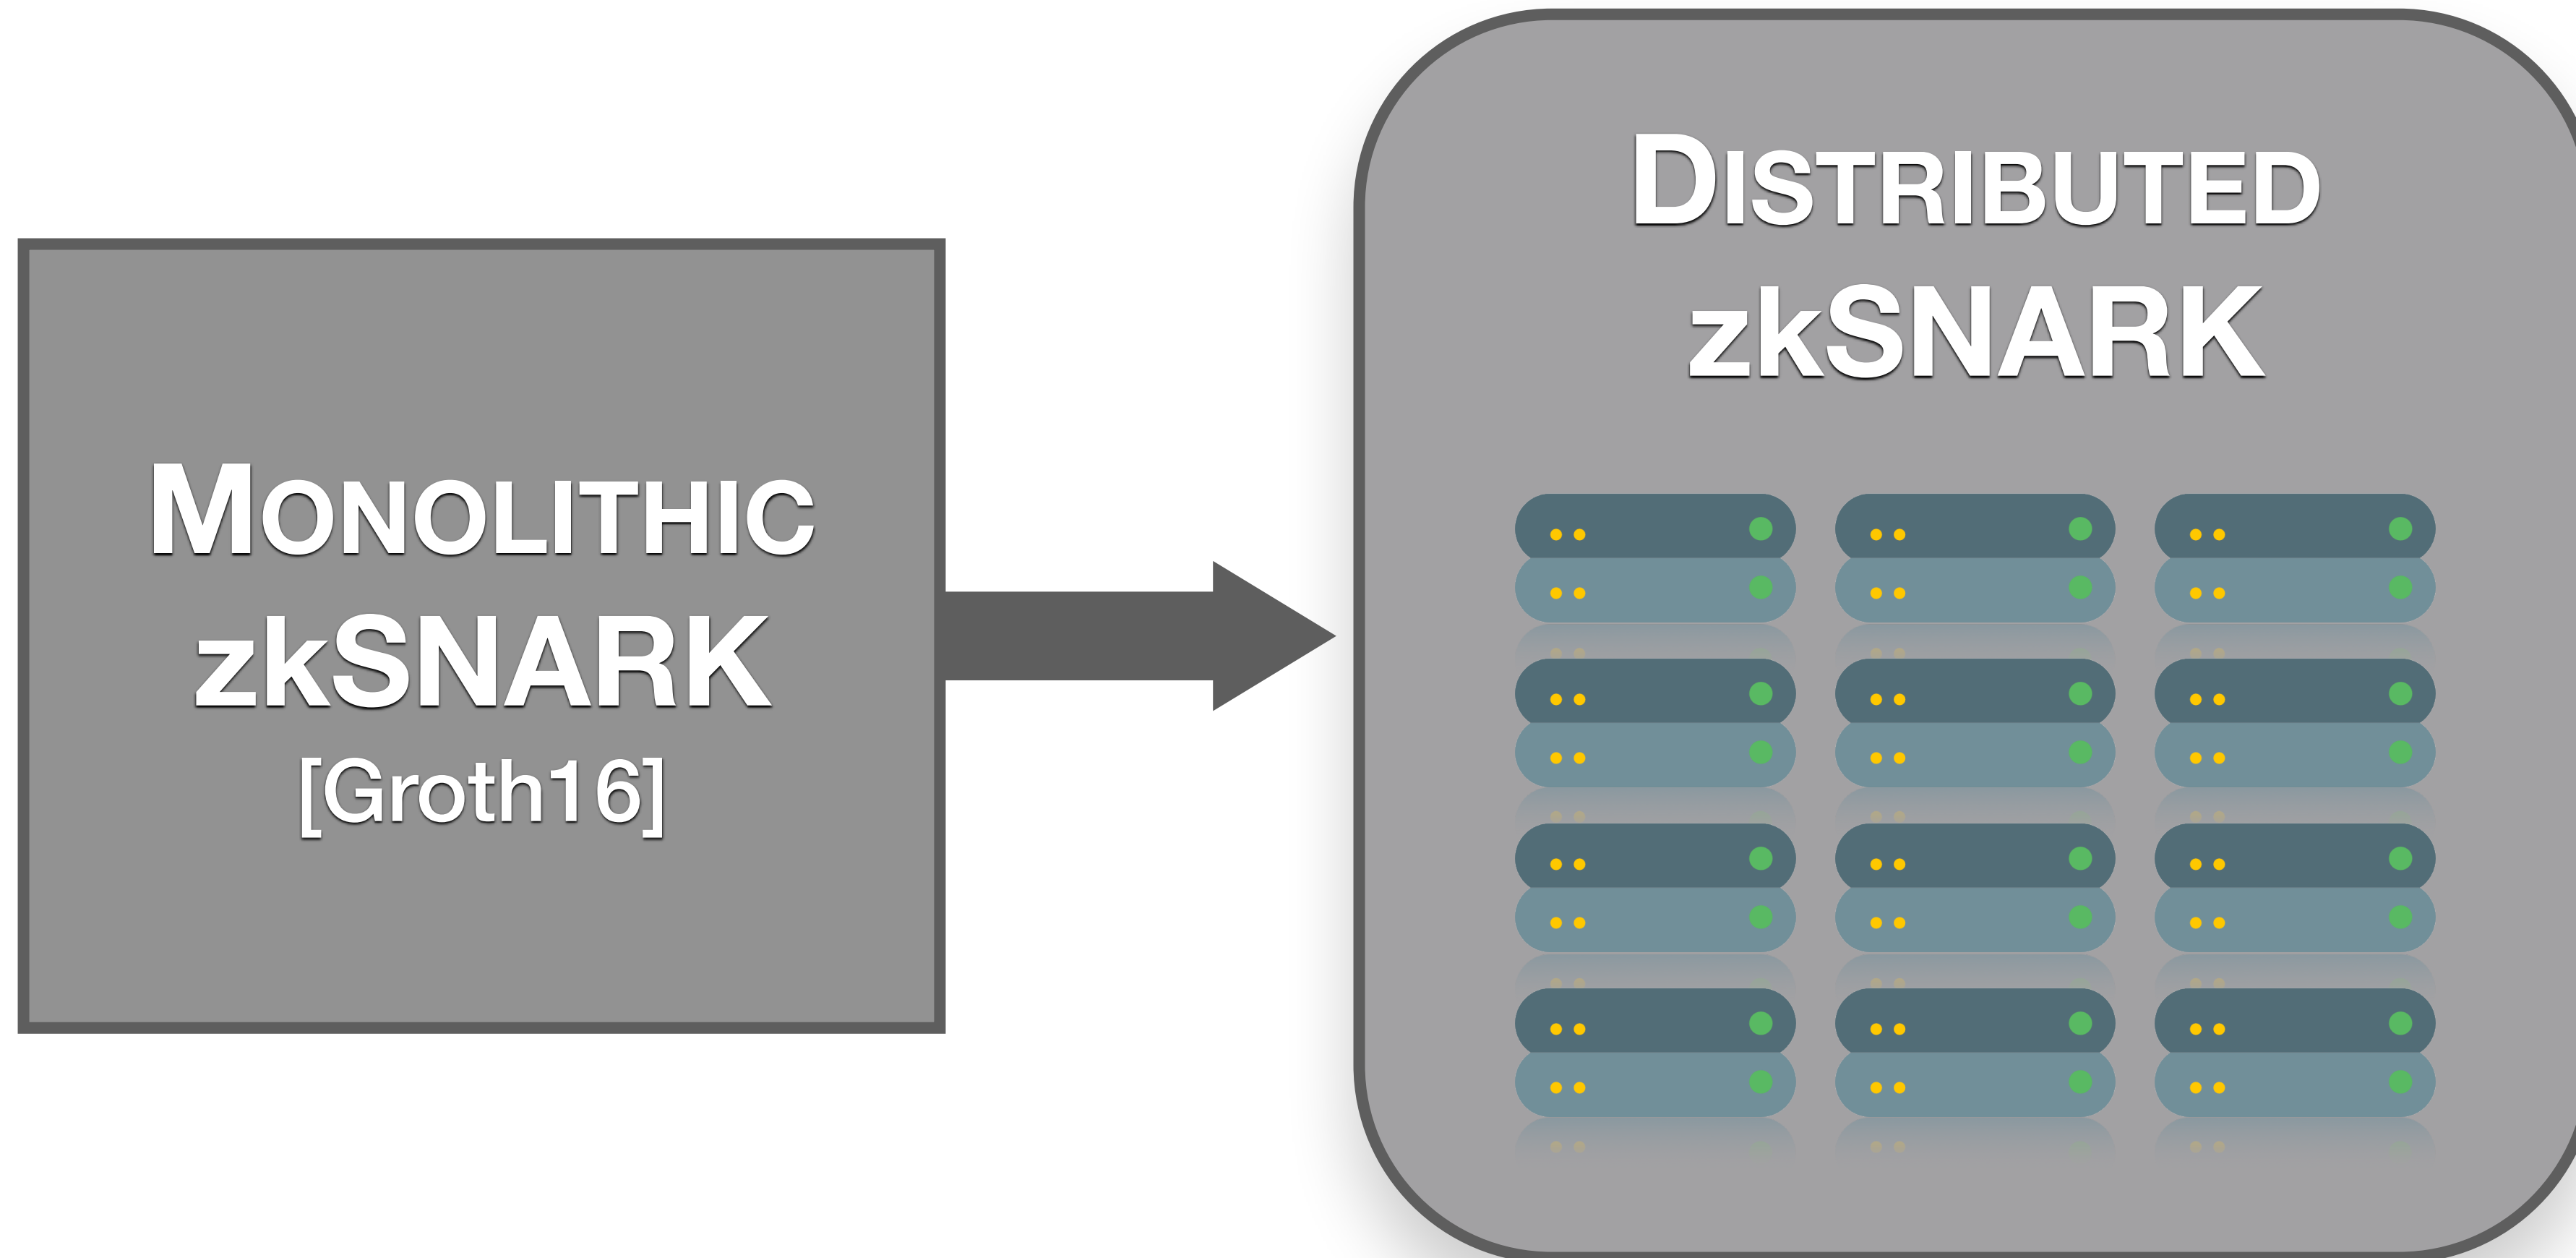 MONOLITHIC
zkSNARK
[Groth16]
DISTRIBUTED
zkSNARK